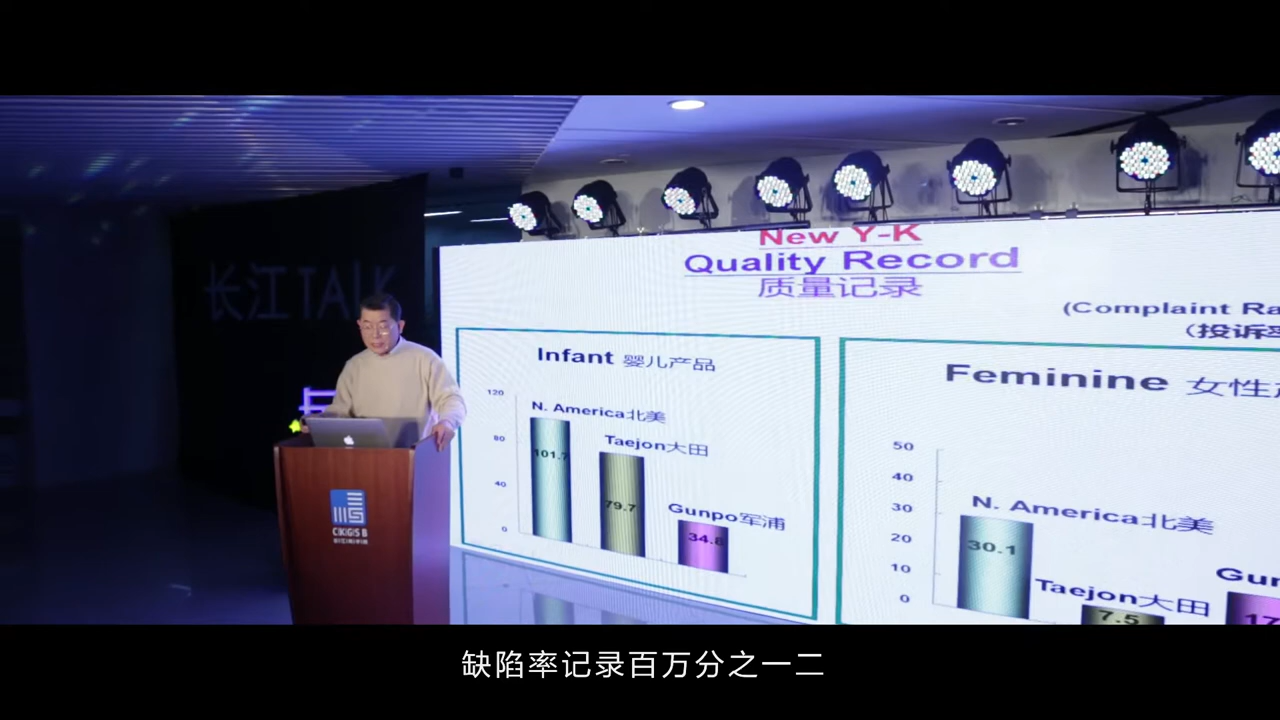 长江TALK
New Y-K
Quality Record
质量记录
(Complaint Ra
(投诉率
Infant 婴儿产品
120
80
40
0
N. America北美
101.7
Taejon大田
79.7
Gunpo军浦
34.8
Feminine 女性产
50
40
30
20
10
0
N. America北美
30.1
Taejon大田
7.5
Gun
17
CKGSB
缺陷率记录百万分之一二